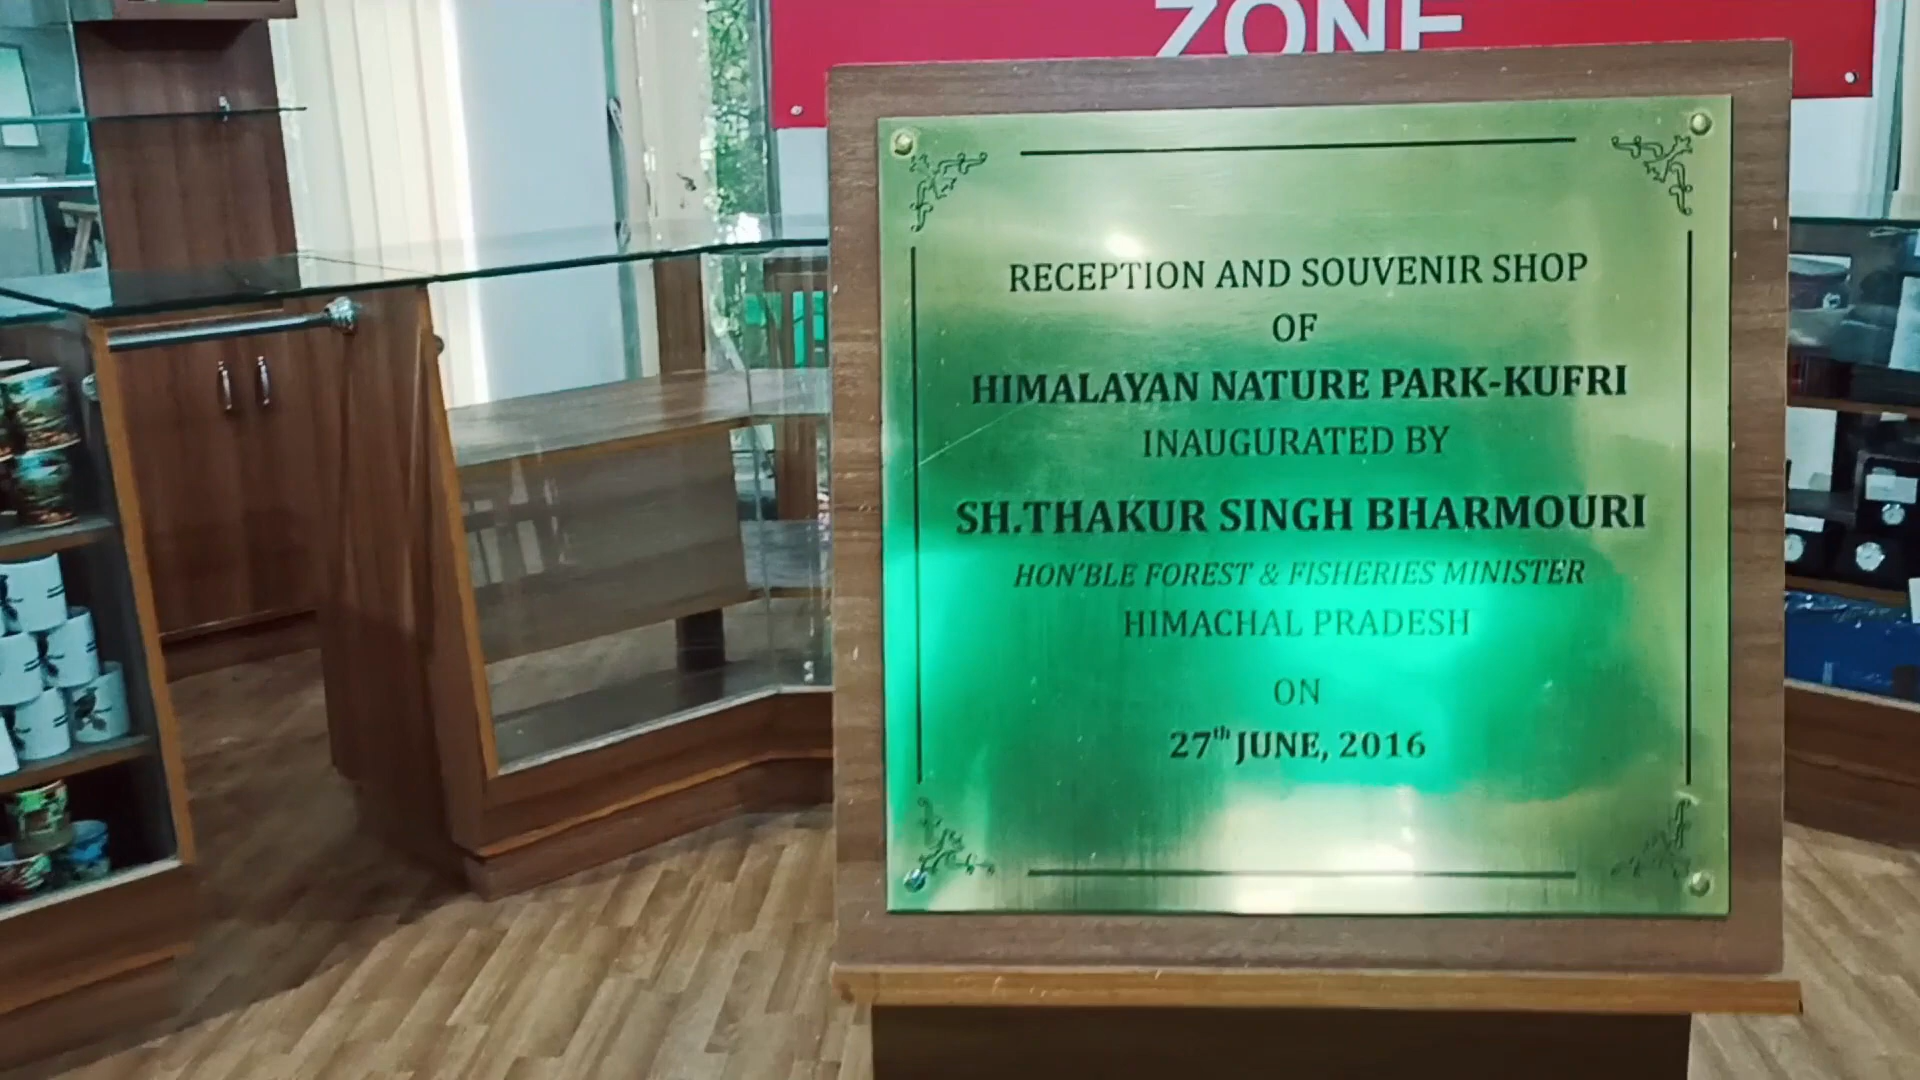 ZONE
RECEPTION AND SOUVENIR SHOP
OF
HIMALAYAN NATURE PARK-KUFRI
INAUGURATED BY
SH.THAKUR SINGH BHARMOURI
HON'BLE FOREST & FISHERIES MINISTER
HIMACHAL PRADESH
ON
27th JUNE, 2016